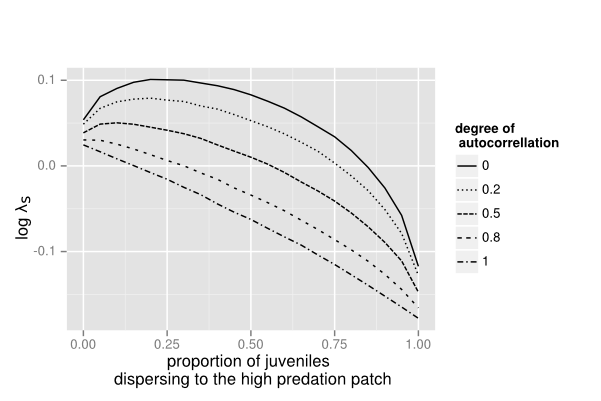 0.1
0.0
-0.1
log λs
0.00 0.25 0.50 0.75 1.00
proportion of juveniles
dispersing to the high predation patch
degree of
autocorrellation
0
0.2
0.5
0.8
1